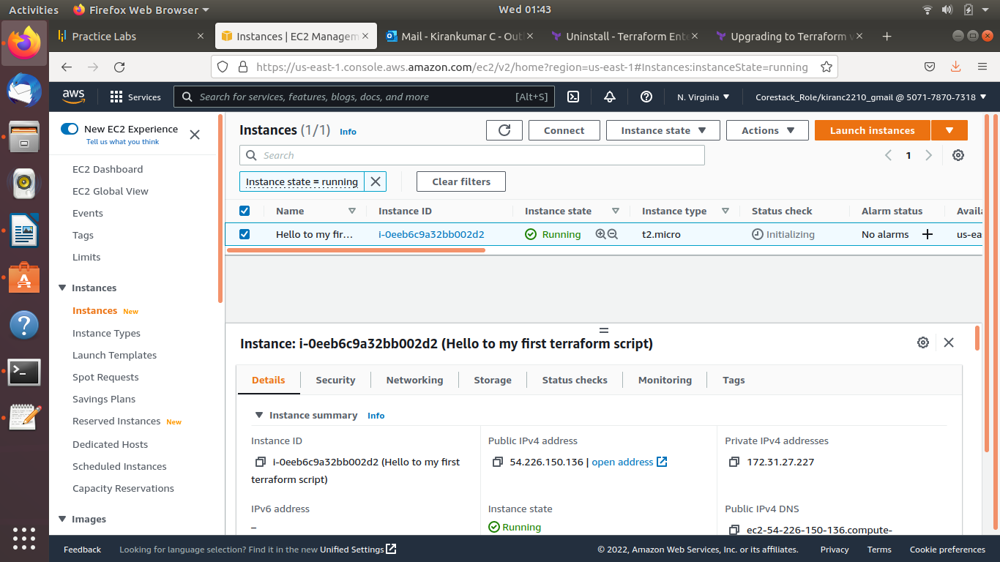 Activities
Firefox Web Browser
Wed 01:43
Practice Labs
Instances | EC2 Managem
Mail - Kirankumar C - Out
Uninstall - Terraform Ente
Upgrading to Terraform v
https://us-east-1.console.aws.amazon.com/ec2/v2/home?region=us-east-1#Instances:instanceState=running
aws
Services
Search for services, features, blogs, docs, and more
[Alt+S]
N. Virginia
Corestack_Role/kiranc2210_gmail @ 5071-7870-7318
New EC2 Experience
Tell us what you think
EC2 Dashboard
EC2 Global View
Events
Tags
Limits
Instances
Instances New
Instance Types
Launch Templates
Spot Requests
Savings Plans
Reserved Instances New
Dedicated Hosts
Scheduled Instances
Capacity Reservations
Images
Instances (1/1) Info
Connect
Instance state
Actions
Launch instances
Search
1
Instance state = running
Clear filters
Name
Instance ID
Instance state
Instance type
Status check
Alarm status
Availa
Hello to my fir...
i-0eeb6c9a32bb002d2
Running
t2.micro
Initializing
No alarms
us-ea
Instance: i-0eeb6c9a32bb002d2 (Hello to my first terraform script)
Details
Security
Networking
Storage
Status checks
Monitoring
Tags
Instance summary Info
Instance ID
i-0eeb6c9a32bb002d2 (Hello to my first
terraform script)
Public IPv4 address
54.226.150.136 | open address
Private IPv4 addresses
172.31.27.227
IPv6 address
–
Instance state
Running
Public IPv4 DNS
ec2-54-226-150-136.compute-
Feedback
Looking for language selection? Find it in the new Unified Settings
© 2022, Amazon Web Services, Inc. or its affiliates.
Privacy
Terms
Cookie preferences